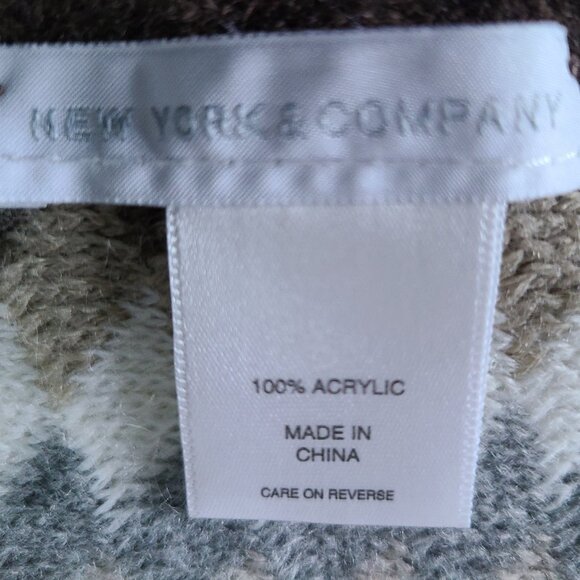 NEW YORK & COMPANY
100% ACRYLIC
MADE IN
CHINA
CARE ON REVERSE